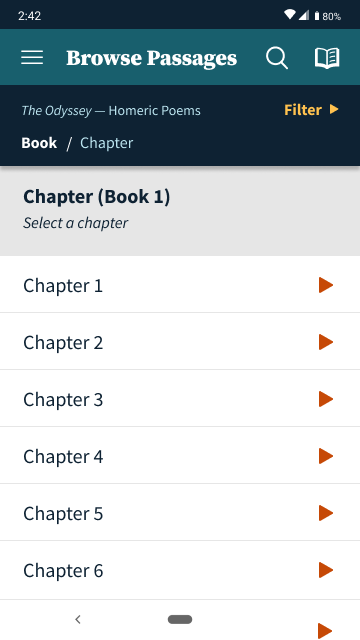 2:42
80%
Browse Passages
The Odyssey — Homeric Poems
Filter
Book / Chapter
Chapter (Book 1)
Select a chapter
Chapter 1
Chapter 2
Chapter 3
Chapter 4
Chapter 5
Chapter 6